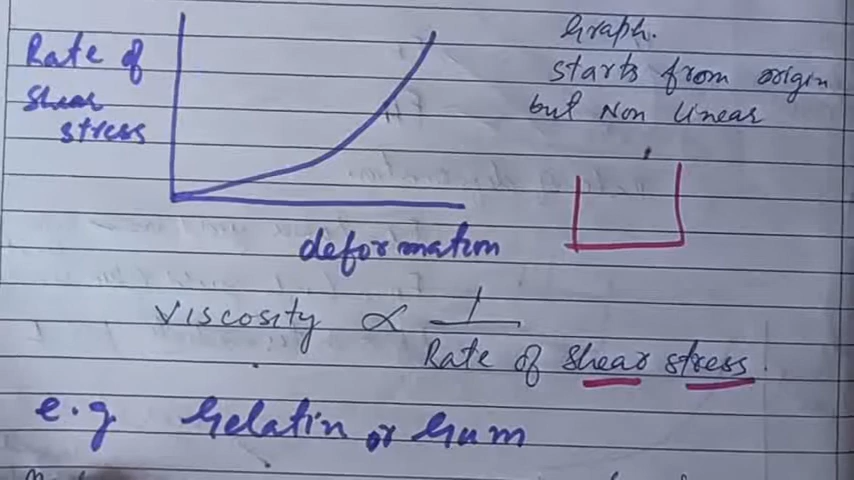 Graph.
Rate of
starts from origin
Shear
but Non linear
stress
deformation
Viscosity ∝ 1
Rate of shear stress.
e.g Gelatin or Gum